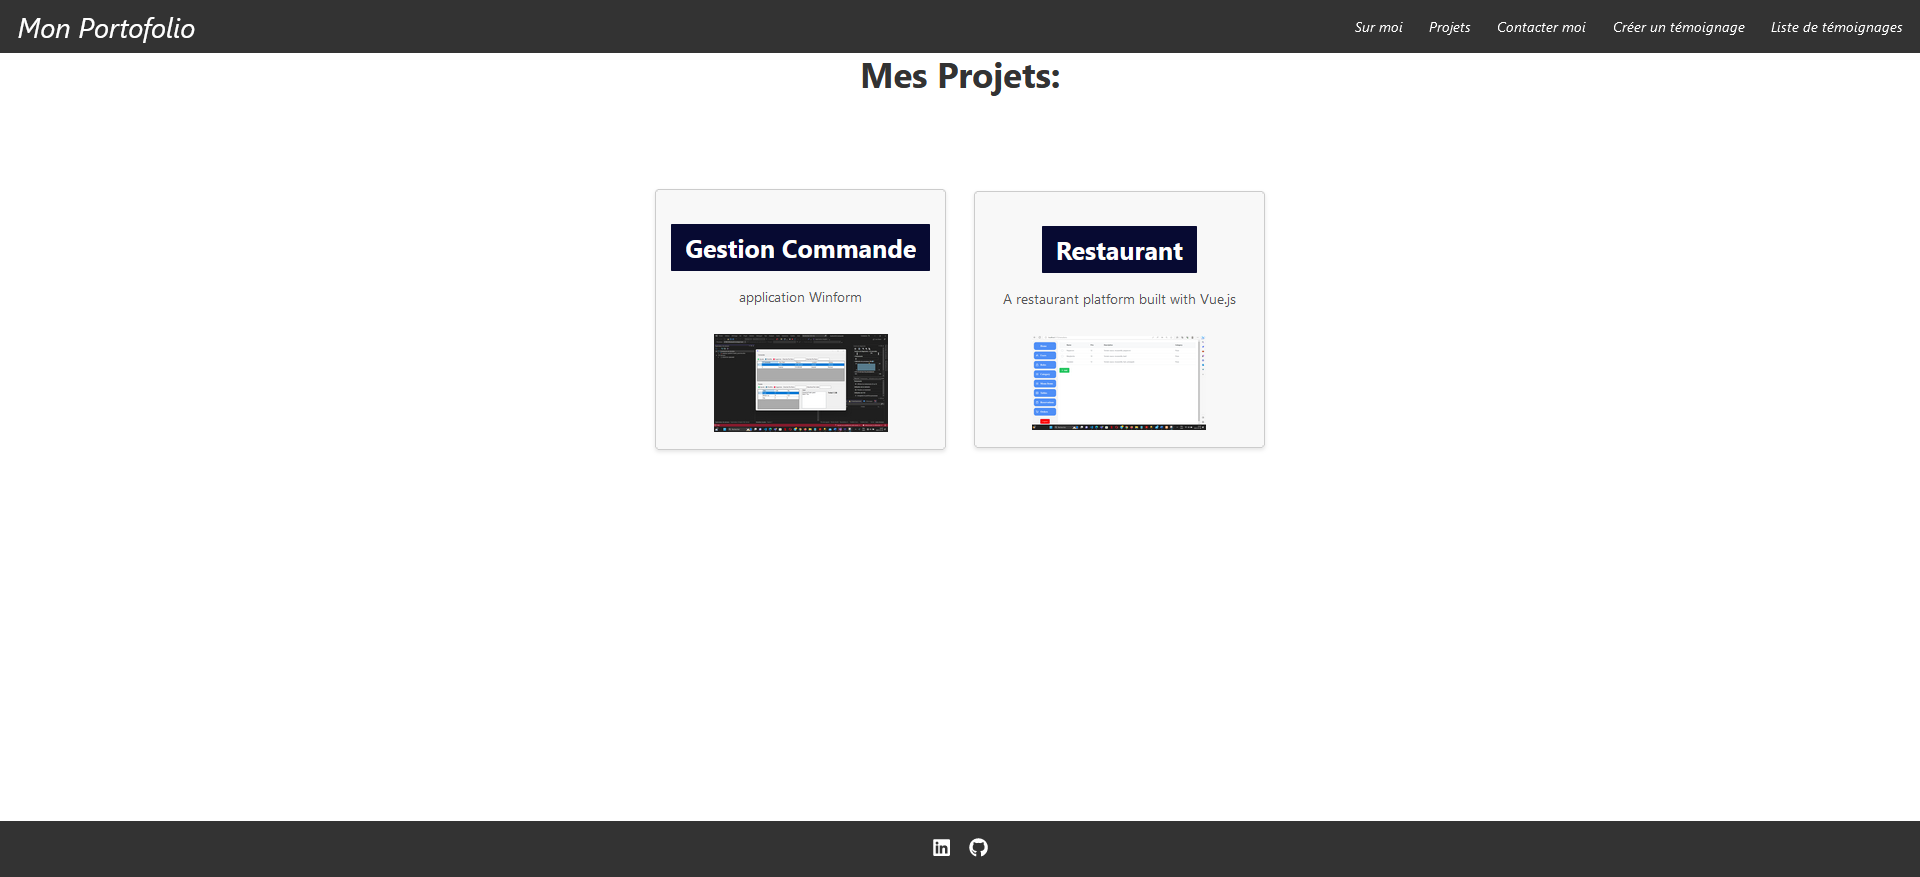 Mon Portofolio
Sur moi
Projets
Contacter moi
Créer un témoignage
Liste de témoignages
Mes Projets:
Gestion Commande
application Winform
Restaurant
A restaurant platform built with Vue.js